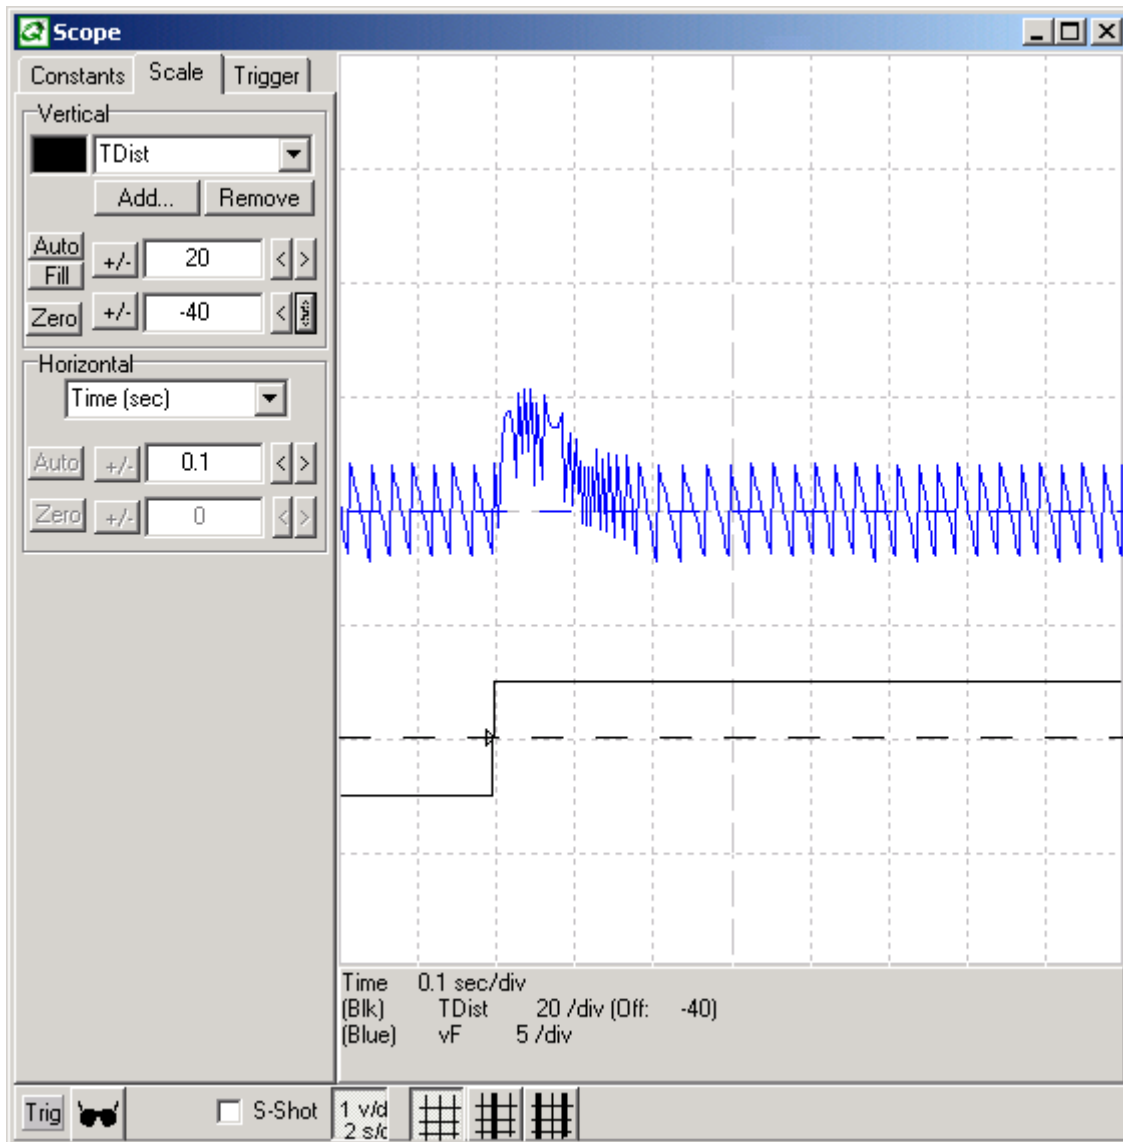 Scope
Constants Scale Trigger
Vertical
TDist
Add... Remove
Auto +/- 20 < >
Fill
Zero +/- -40 <
Horizontal
Time (sec)
Auto +/- 0.1 < >
Zero +/- 0 < >
Time 0.1 sec/div
(Blk) TDist 20 /div (Off: -40)
(Blue) vF 5 /div
Trig S-Shot 1 v/d
2 s/c